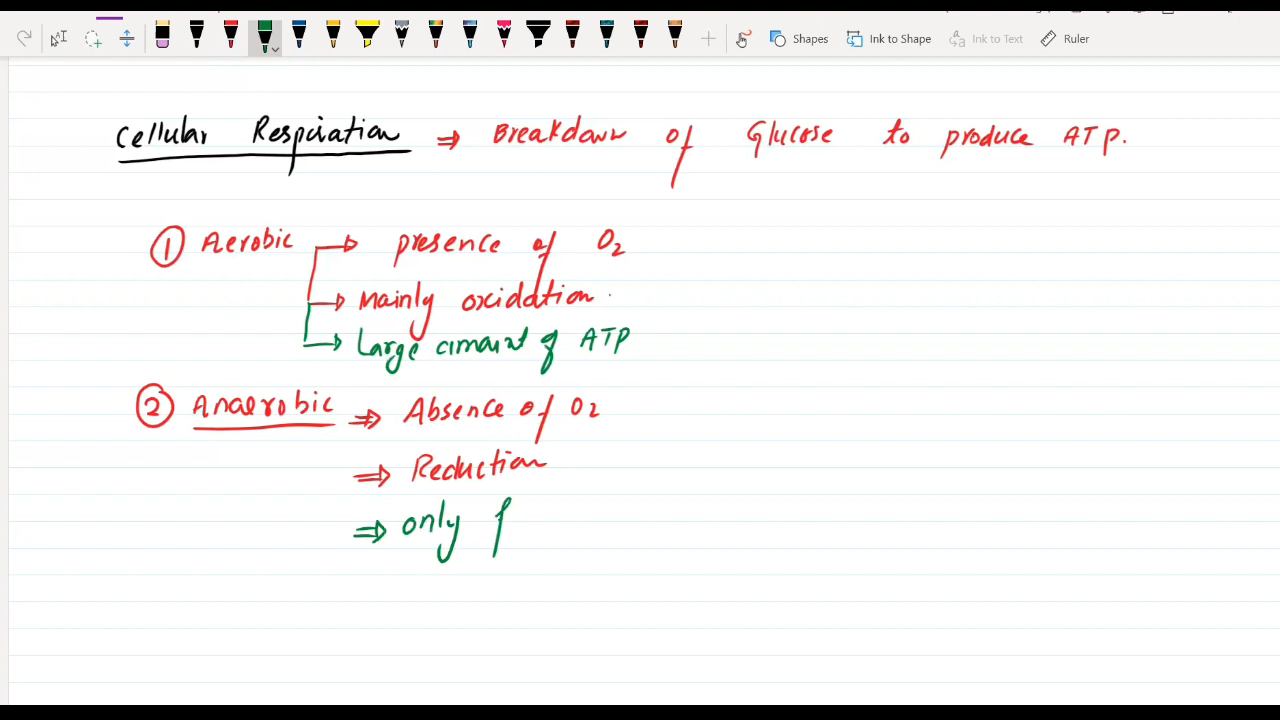 Shapes Ink to Shape Ink to Text Ruler
Cellular Respiration ⇒ Breakdown of Glucose to produce ATP.
① Aerobic → presence of O₂
→ Mainly oxidation
→ Large amount of ATP
② Anaerobic ⇒ Absence of O₂
⇒ Reduction
⇒ only f